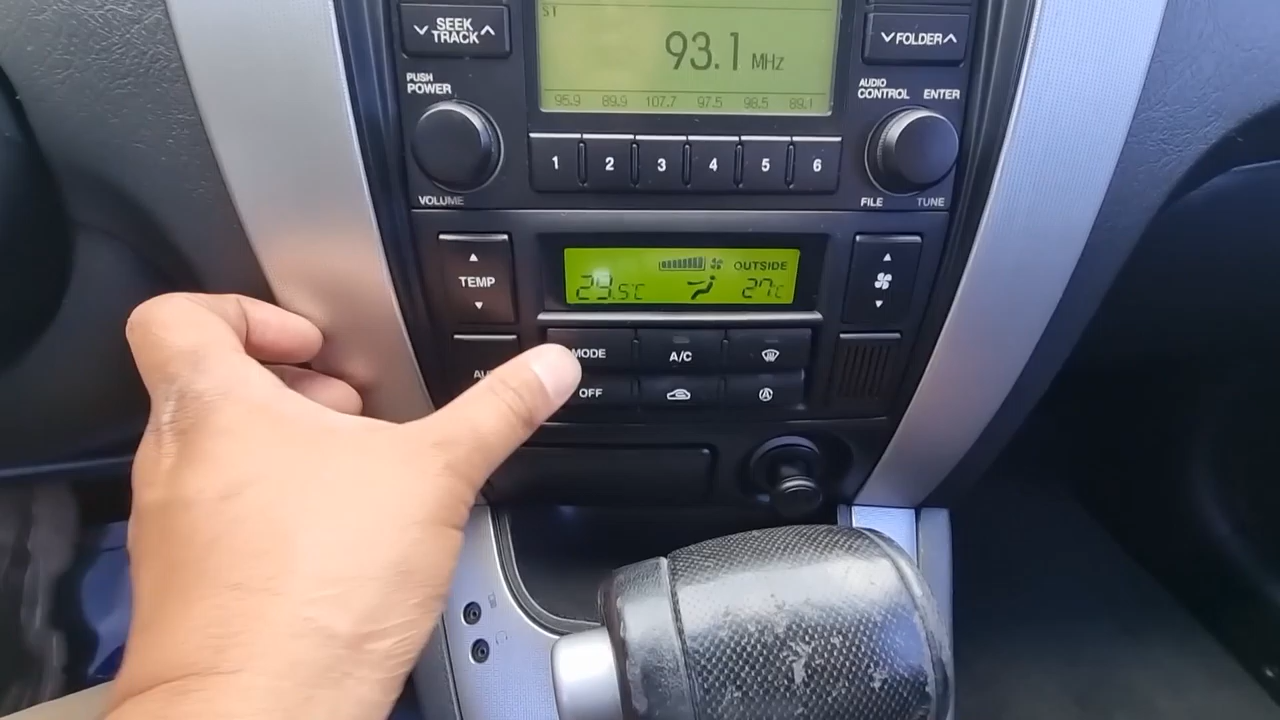 ST
SEEK
TRACK
93.1 MHz
FOLDER
PUSH
POWER
AUDIO
CONTROL ENTER
95.9 89.9 107.7 97.5 98.5 89.1
1 2 3 4 5 6
VOLUME
FILE TUNE
TEMP
OUTSIDE
29.5°C
27°C
MODE
A/C
OFF